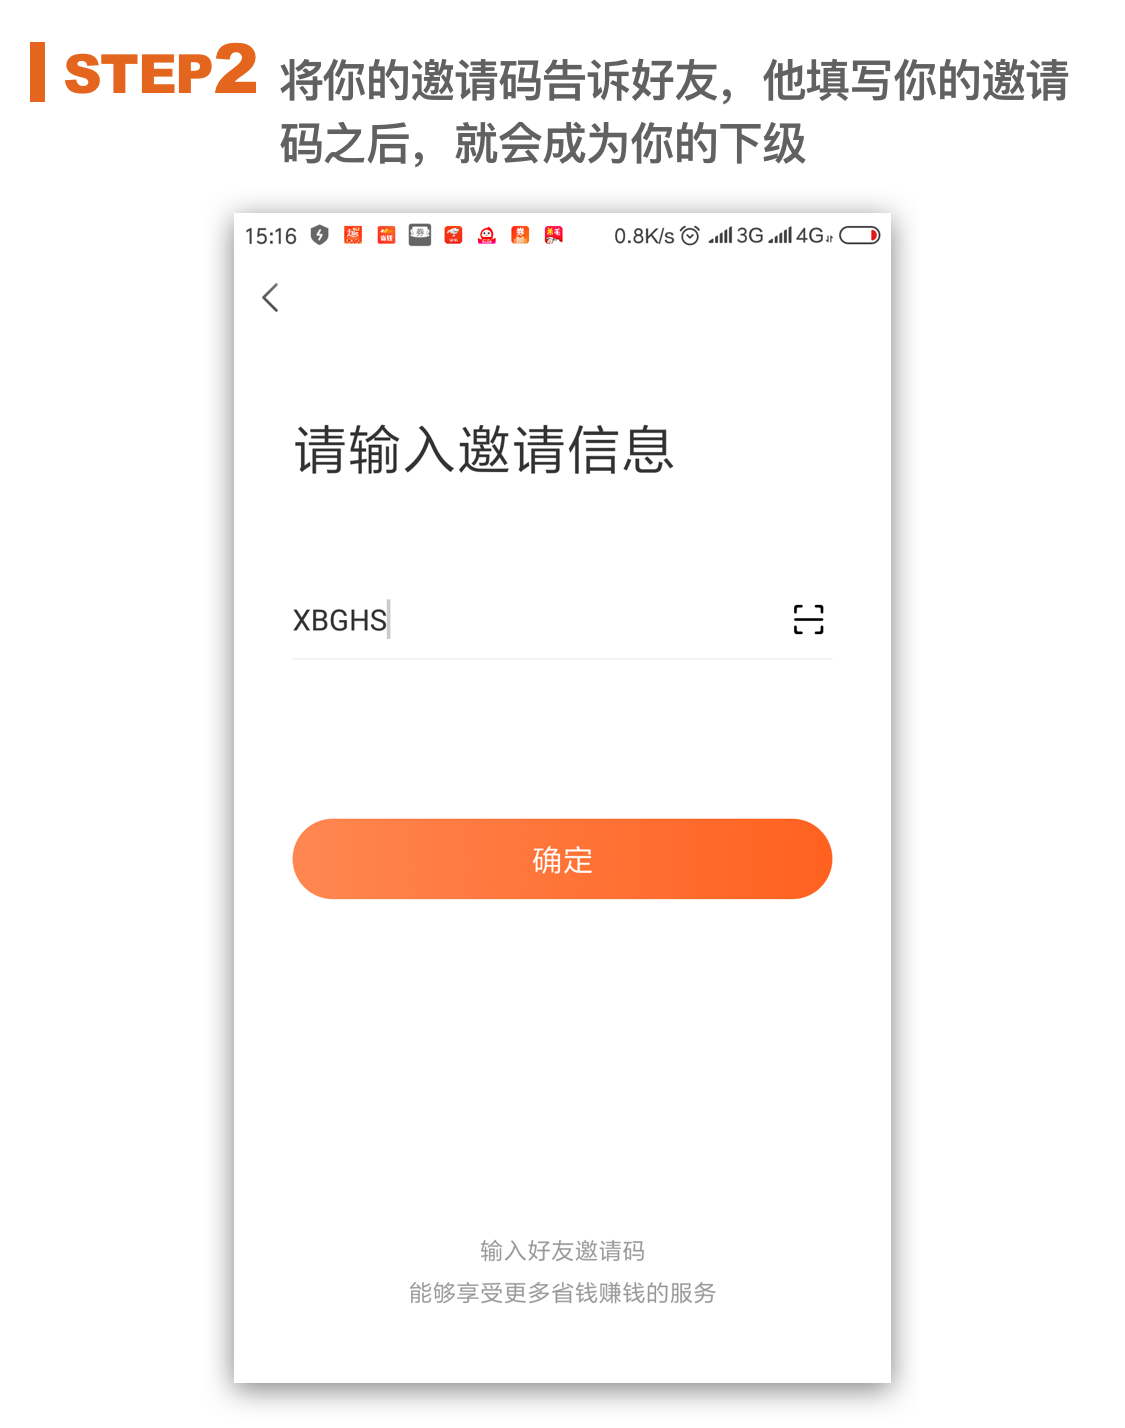 STEP2 将你的邀请码告诉好友，他填写你的邀请
码之后，就会成为你的下级
15:16 0.8K/s 3G 4G
请输入邀请信息
XBGHS
确定
输入好友邀请码
能够享受更多省钱赚钱的服务